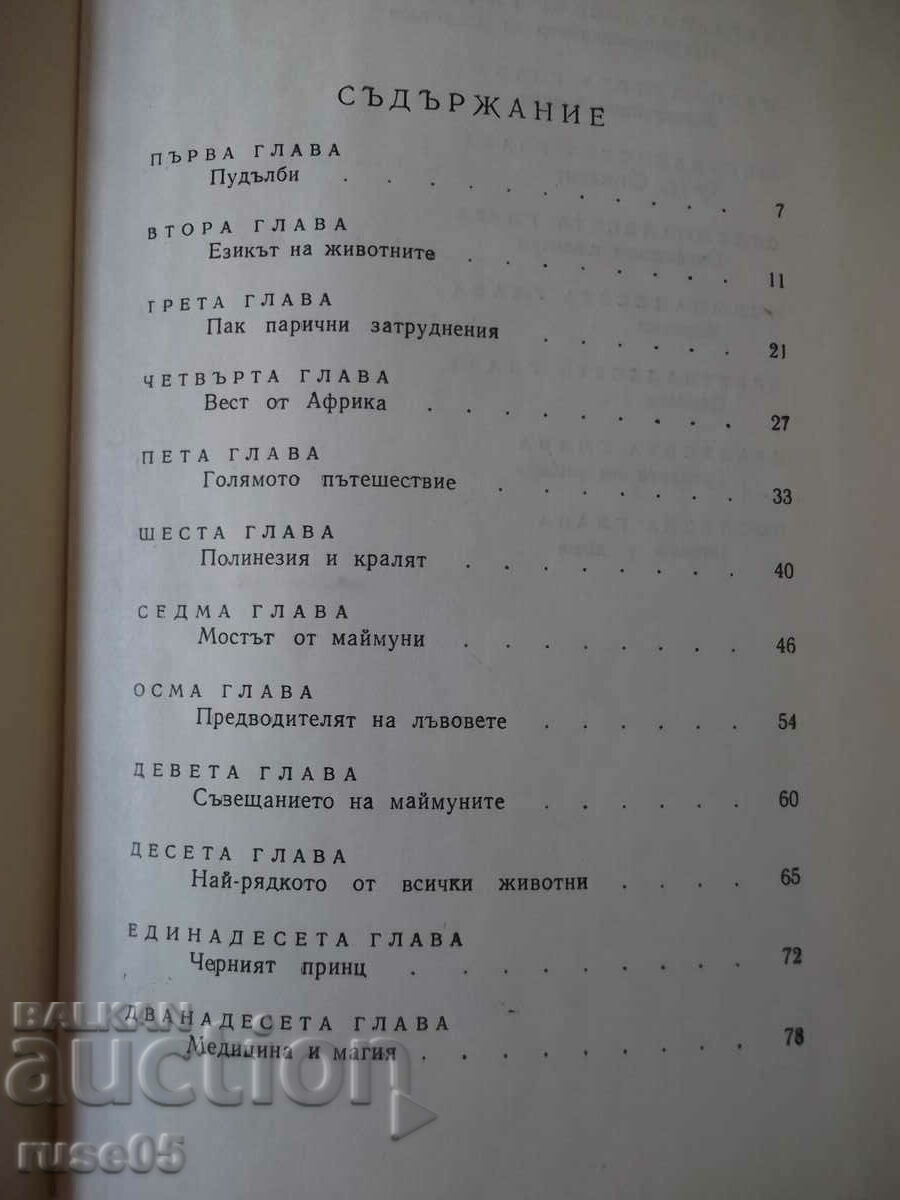 СЪДЪРЖАНИЕ
ПЪРВА ГЛАВА
Пудълби . . . . . . . . . 7
ВТОРА ГЛАВА
Езикът на животните . . . . . . . . 11
ТРЕТА ГЛАВА
Пак парични затруднения . . . . . . 21
ЧЕТВЪРТА ГЛАВА
Вест от Африка . . . . . . . . . 27
ПЕТА ГЛАВА
Голямото пътешествие . . . . . . . 33
ШЕСТА ГЛАВА
Полинезия и кралят . . . . . . . . 40
СЕДМА ГЛАВА
Мостът от маймуни . . . . . . . . 46
ОСМА ГЛАВА
Предводителят на лъвовете . . . . . . 54
ДЕВЕТА ГЛАВА
Съвещанието на маймуните . . . . . . 60
ДЕСЕТА ГЛАВА
Най-рядкото от всички животни . . . . 65
ЕДИНАДЕСЕТА ГЛАВА
Черният принц . . . . . . . . . 72
ДВАНАДЕСЕТА ГЛАВА
Медицина и магия . . . . . . . . . 78
BALKAN
auction
ruse05